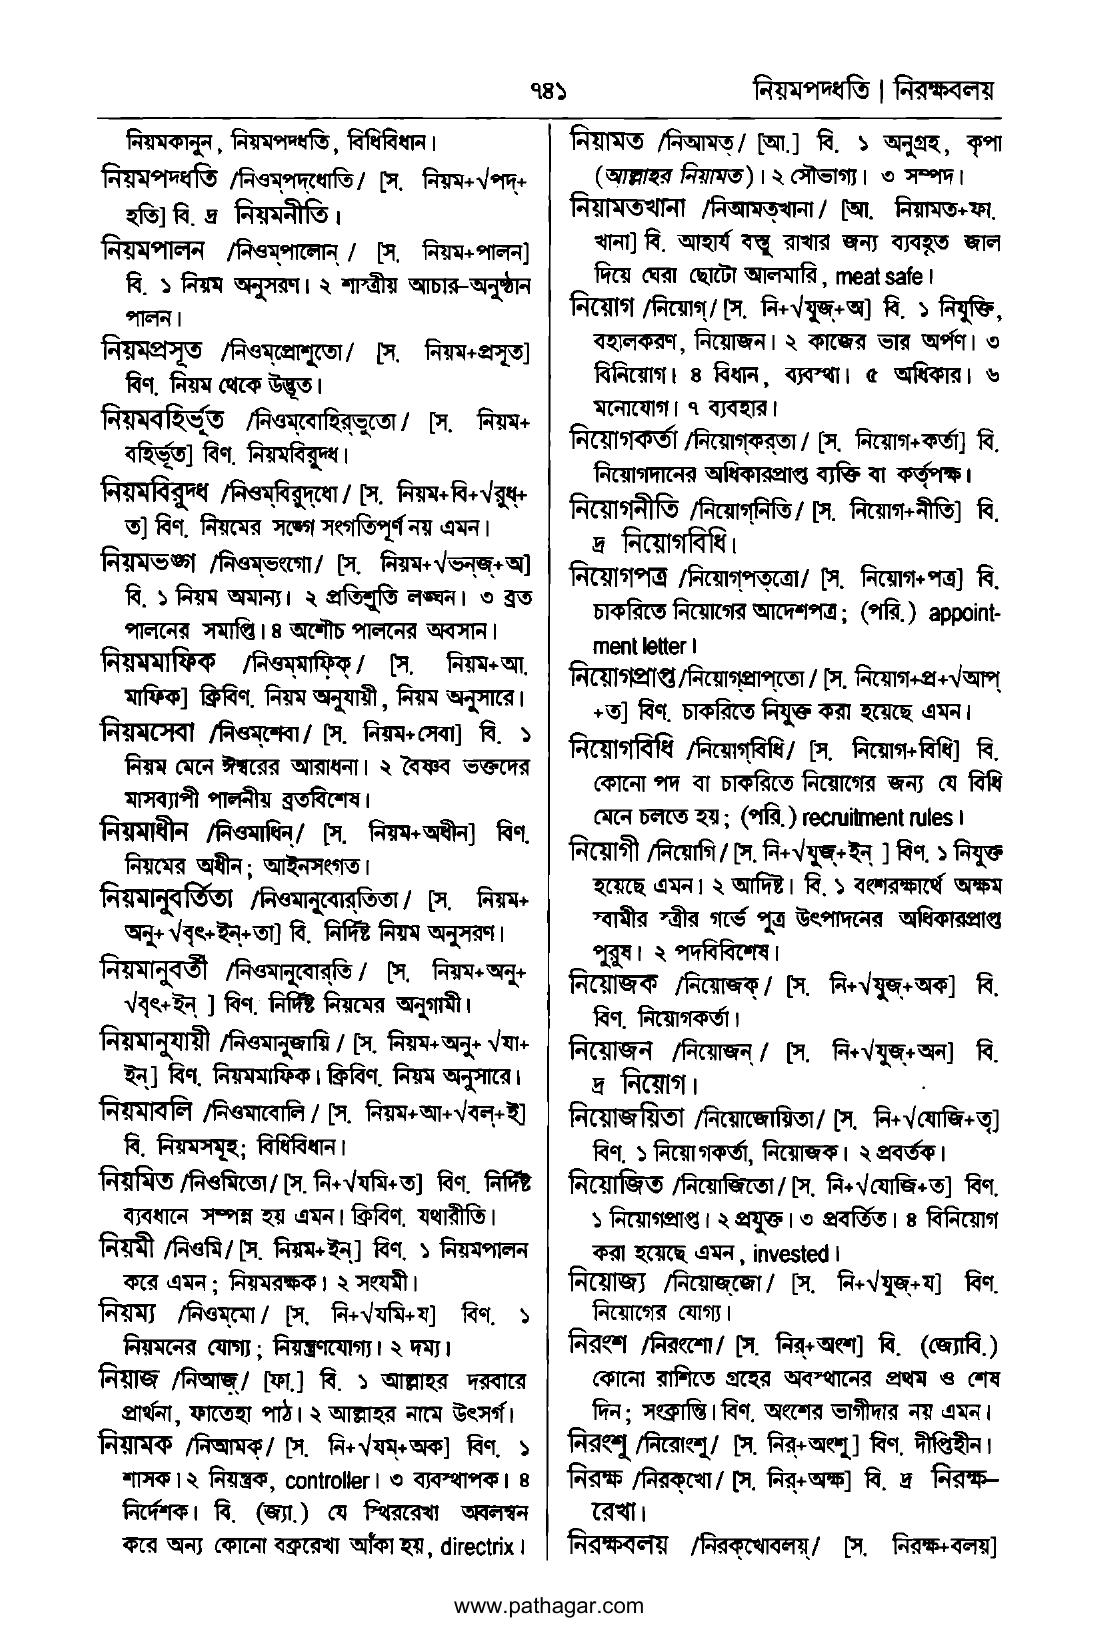 ৭৪১
নিয়মপদ্ধতি | নিরক্ষবলয়
নিয়মকানুন, নিয়মপদ্ধতি, বিধিবিধান।
নিয়মপদ্ধতি /নিওম্‌পদ্‌ধোতি/ [স. নিয়ম+√পদ্‌+
হতি] বি. দ্র নিয়মনীতি।
নিয়মপালন /নিওম্‌পালোন্‌/ [স. নিয়ম+পালন]
বি. ১ নিয়ম অনুসরণ। ২ শাস্ত্রীয় আচার-অনুষ্ঠান
পালন।
নিয়মপ্রসূত /নিওম্‌প্রোশুতো/ [স. নিয়ম+প্রসূত]
বিণ. নিয়ম থেকে উদ্ভূত।
নিয়মবহির্ভূত /নিওম্‌বোহির্‌ভুতো/ [স. নিয়ম+
বহির্ভূত] বিণ. নিয়মবিরুদ্ধ।
নিয়মবিরুদ্ধ /নিওম্‌বিরুদ্‌ধো/ [স. নিয়ম+বি+√রুধ্‌+
ত] বিণ. নিয়মের সঙ্গে সংগতিপূর্ণ নয় এমন।
নিয়মভঙ্গ /নিওম্‌ভংগো/ [স. নিয়ম+√ভন্‌জ্‌+অ]
বি. ১ নিয়ম অমান্য। ২ প্রতিশ্রুতি লঙ্ঘন। ৩ ব্রত
পালনের সমাপ্তি। ৪ অশৌচ পালনের অবসান।
নিয়মমাফিক /নিওম্‌মাফ়িক্‌/ [স. নিয়ম+আ.
মাফিক] ক্রিবিণ. নিয়ম অনুযায়ী, নিয়ম অনুসারে।
নিয়মসেবা /নিওম্‌শেবা/ [স. নিয়ম+সেবা] বি. ১
নিয়ম মেনে ঈশ্বরের আরাধনা। ২ বৈষ্ণব ভক্তদের
মাসব্যাপী পালনীয় ব্রতবিশেষ।
নিয়মাধীন /নিওমাধিন্‌/ [স. নিয়ম+অধীন] বিণ.
নিয়মের অধীন; আইনসংগত।
নিয়মানুবর্তিতা /নিওমানুবোর্‌তিতা/ [স. নিয়ম+
অনু+√বৃৎ+ইন্‌+তা] বি. নির্দিষ্ট নিয়ম অনুসরণ।
নিয়মানুবর্তী /নিওমানুবোর্‌তি/ [স. নিয়ম+অনু+
√বৃৎ+ইন্‌ ] বিণ. নির্দিষ্ট নিয়মের অনুগামী।
নিয়মানুযায়ী /নিওমানুজায়ি/ [স. নিয়ম+অনু+ √যা+
ইন্‌] বিণ. নিয়মমাফিক। ক্রিবিণ. নিয়ম অনুসারে।
নিয়মাবলি /নিওমাবোলি/ [স. নিয়ম+আ+√বল্‌+ই]
বি. নিয়মসমূহ; বিধিবিধান।
নিয়মিত /নিওমিতো/ [স. নি+√যমি+ত] বিণ. নির্দিষ্ট
ব্যবধানে সম্পন্ন হয় এমন। ক্রিবিণ. যথারীতি।
নিয়মী /নিওমি/ [স. নিয়ম+ইন্‌] বিণ. ১ নিয়মপালন
করে এমন; নিয়মরক্ষক। ২ সংযমী।
নিয়ম্য /নিওম্‌মো/ [স. নি+√যমি+য] বিণ. ১
নিয়মনের যোগ্য; নিয়ন্ত্রণযোগ্য। ২ দম্য।
নিয়াজ /নিআজ়্‌/ [ফা.] বি. ১ আল্লাহর দরবারে
প্রার্থনা, ফাতেহা পাঠ। ২ আল্লাহর নামে উৎসর্গ।
নিয়ামক /নিআমক্‌/ [স. নি+√যম্‌+অক] বিণ. ১
শাসক। ২ নিয়ন্ত্রক, controller। ৩ ব্যবস্থাপক। ৪
নির্দেশক। বি. (জ্যা.) যে স্থিররেখা অবলম্বন
করে অন্য কোনো বক্ররেখা আঁকা হয়, directrix।
নিয়ামত /নিআমত্‌/ [আ.] বি. ১ অনুগ্রহ, কৃপা
(আল্লাহর নিয়ামত)। ২ সৌভাগ্য। ৩ সম্পদ।
নিয়ামতখানা /নিআমত্‌খানা/ [আ. নিয়ামত+ফা.
খানা] বি. আহার্য বস্তু রাখার জন্য ব্যবহৃত জাল
দিয়ে ঘেরা ছোটো আলমারি, meat safe।
নিয়োগ /নিয়োগ্‌/ [স. নি+√যুজ্‌+অ] বি. ১ নিযুক্তি,
বহালকরণ, নিয়োজন। ২ কাজের ভার অর্পণ। ৩
বিনিয়োগ। ৪ বিধান, ব্যবস্থা। ৫ অধিকার। ৬
মনোযোগ। ৭ ব্যবহার।
নিয়োগকর্তা /নিয়োগ্‌কর্‌তা/ [স. নিয়োগ+কর্তা] বি.
নিয়োগদানের অধিকারপ্রাপ্ত ব্যক্তি বা কর্তৃপক্ষ।
নিয়োগনীতি /নিয়োগ্‌নিতি/ [স. নিয়োগ+নীতি] বি.
দ্র নিয়োগবিধি।
নিয়োগপত্র /নিয়োগ্‌পত্‌ত্রো/ [স. নিয়োগ+পত্র] বি.
চাকরিতে নিয়োগের আদেশপত্র; (পরি.) appoint-
ment letter।
নিয়োগপ্রাপ্ত /নিয়োগ্‌প্রাপ্‌তো/ [স. নিয়োগ+প্র+√আপ্‌
+ত] বিণ. চাকরিতে নিযুক্ত করা হয়েছে এমন।
নিয়োগবিধি /নিয়োগ্‌বিধি/ [স. নিয়োগ+বিধি] বি.
কোনো পদ বা চাকরিতে নিয়োগের জন্য যে বিধি
মেনে চলতে হয়; (পরি.) recruitment rules।
নিয়োগী /নিয়োগি/ [স. নি+√যুজ্‌+ইন্‌ ] বিণ. ১ নিযুক্ত
হয়েছে এমন। ২ আদিষ্ট। বি. ১ বংশরক্ষার্থে অক্ষম
স্বামীর স্ত্রীর গর্ভে পুত্র উৎপাদনের অধিকারপ্রাপ্ত
পুরুষ। ২ পদবিবিশেষ।
নিয়োজক /নিয়োজক্‌/ [স. নি+√যুজ্‌+অক] বি.
বিণ. নিয়োগকর্তা।
নিয়োজন /নিয়োজন্‌/ [স. নি+√যুজ্‌+অন] বি.
দ্র নিয়োগ।
নিয়োজয়িতা /নিয়োজোয়িতা/ [স. নি+√যোজি+তৃ]
বিণ. ১ নিয়োগকর্তা, নিয়োজক। ২ প্রবর্তক।
নিয়োজিত /নিয়োজিতো/ [স. নি+√যোজি+ত] বিণ.
১ নিয়োগপ্রাপ্ত। ২ প্রযুক্ত। ৩ প্রবর্তিত। ৪ বিনিয়োগ
করা হয়েছে এমন, invested।
নিয়োজ্য /নিয়োজ্‌জো/ [স. নি+√যুজ্‌+য] বিণ.
নিয়োগের যোগ্য।
নিরংশ /নিরংশো/ [স. নির্‌+অংশ] বি. (জ্যোবি.)
কোনো রাশিতে গ্রহের অবস্থানের প্রথম ও শেষ
দিন; সংক্রান্তি। বিণ. অংশের ভাগীদার নয় এমন।
নিরংশু /নিরোংশু/ [স. নির্‌+অংশু] বিণ. দীপ্তিহীন।
নিরক্ষ /নিরক্‌খো/ [স. নির্‌+অক্ষ] বি. দ্র নিরক্ষ-
রেখা।
নিরক্ষবলয় /নিরক্‌খোবলয়্‌/ [স. নিরক্ষ+বলয়]
www.pathagar.com